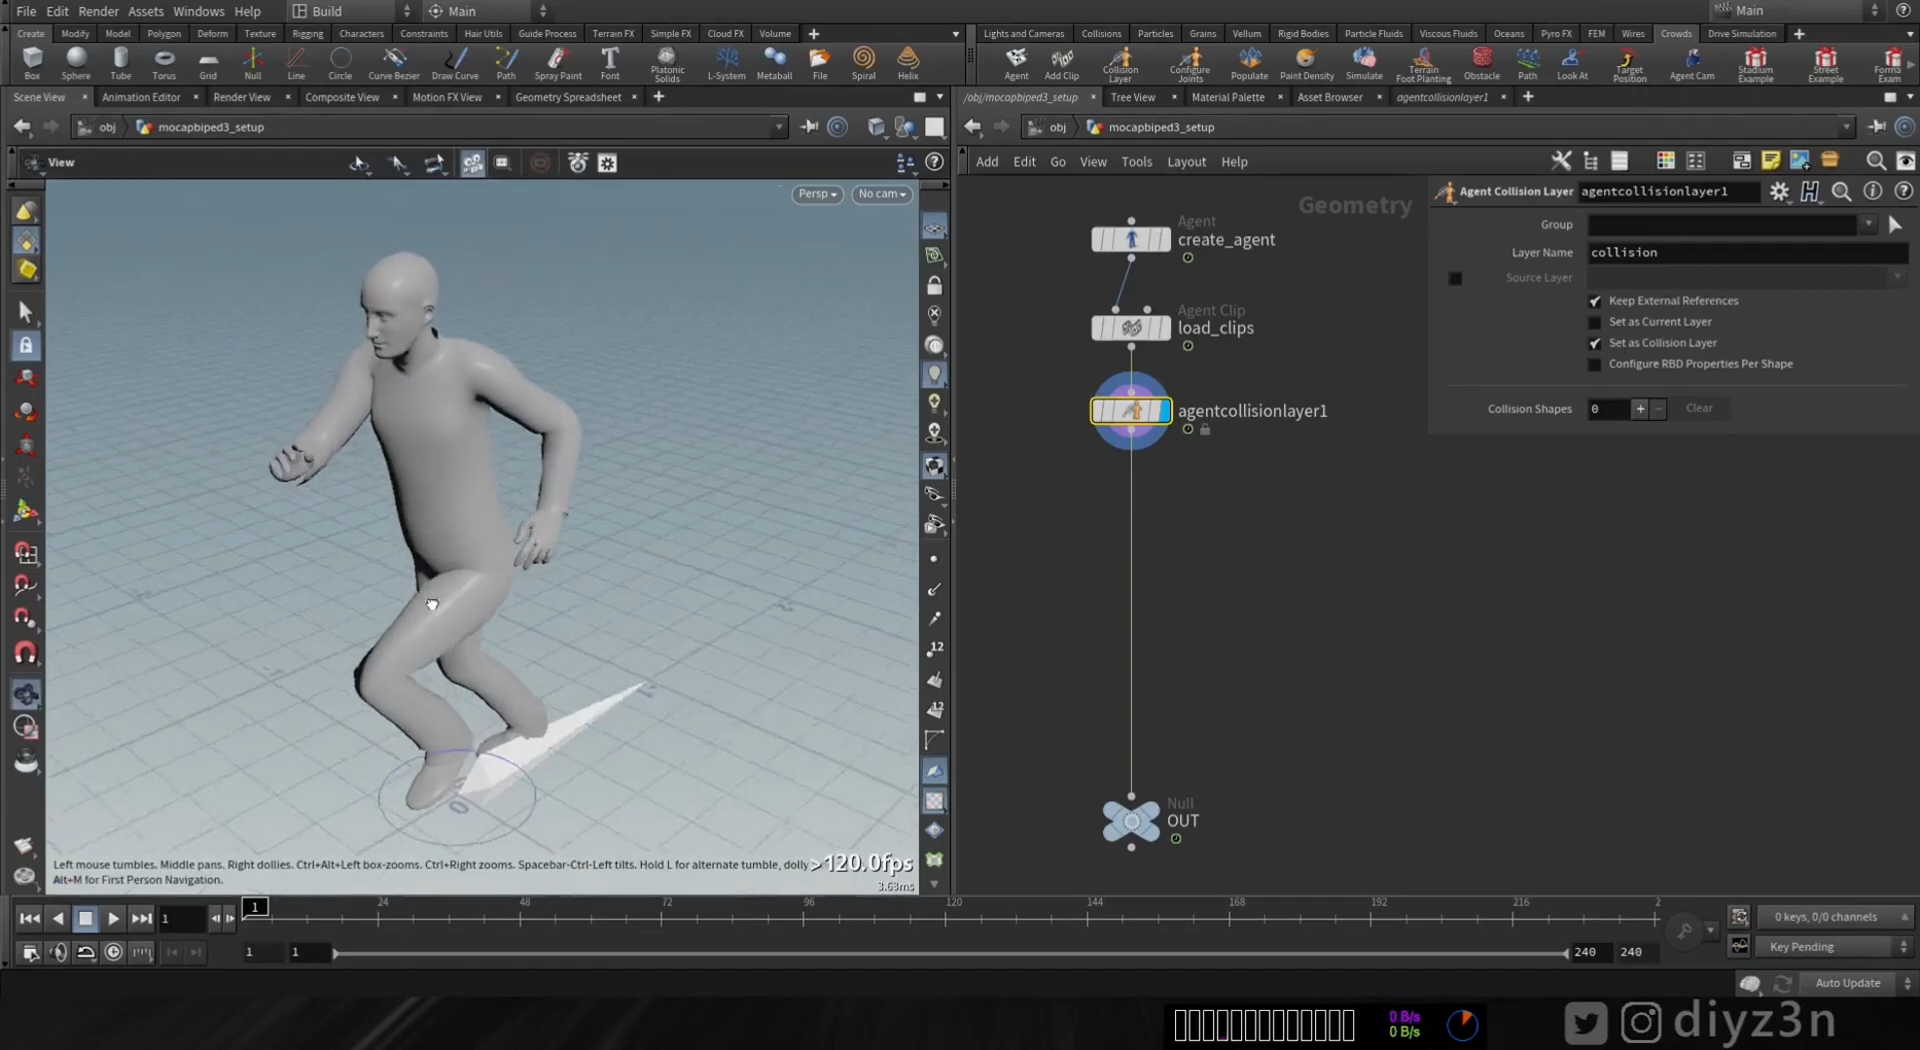 File Edit Render Assets Windows Help Build Main Main
Create Modify Model Polygon Deform Texture Rigging Characters Constraints Hair Utils Guide Process Terrain FX Simple FX Cloud FX Volume
Lights and Cameras Collisions Particles Grains Vellum Rigid Bodies Particle Fluids Viscous Fluids Oceans Pyro FX FEM Wires Crowds Drive Simulation
Box Sphere Tube Torus Grid Null Line Circle Curve Bezier Draw Curve Path Spray Paint Font Platonic Solids L-System Metaball File Spiral Helix
Agent Add Clip Collision Layer Configure Joints Populate Paint Density Simulate Terrain Foot Planting Obstacle Path Look At Target Position Agent Cam Stadium Example Street Example Forma Exam
Scene View Animation Editor Render View Composite View Motion FX View Geometry Spreadsheet
/obj/mocapbiped3_setup Tree View Material Palette Asset Browser agentcollisionlayer1
obj mocapbiped3_setup
obj mocapbiped3_setup
View
Add Edit Go View Tools Layout Help
Persp No cam
Geometry
Agent
create_agent
Agent Clip
load_clips
agentcollisionlayer1
Null
OUT
Agent Collision Layer agentcollisionlayer1
Group
Layer Name collision
Source Layer
Keep External References
Set as Current Layer
Set as Collision Layer
Configure RBD Properties Per Shape
Collision Shapes 0 Clear
12
12
Left mouse tumbles. Middle pans. Right dollies. Ctrl+Alt+Left box-zooms. Ctrl+Right zooms. Spacebar-Ctrl-Left tilts. Hold L for alternate tumble, dolly
Alt+M for First Person Navigation.
>120.0fps
3.63ms
1 1 24 48 72 96 120 144 168 192 216 2
0 keys, 0/0 channels
1 1 240 240
Key Pending
Auto Update
0 B/s
0 B/s
diyz3n